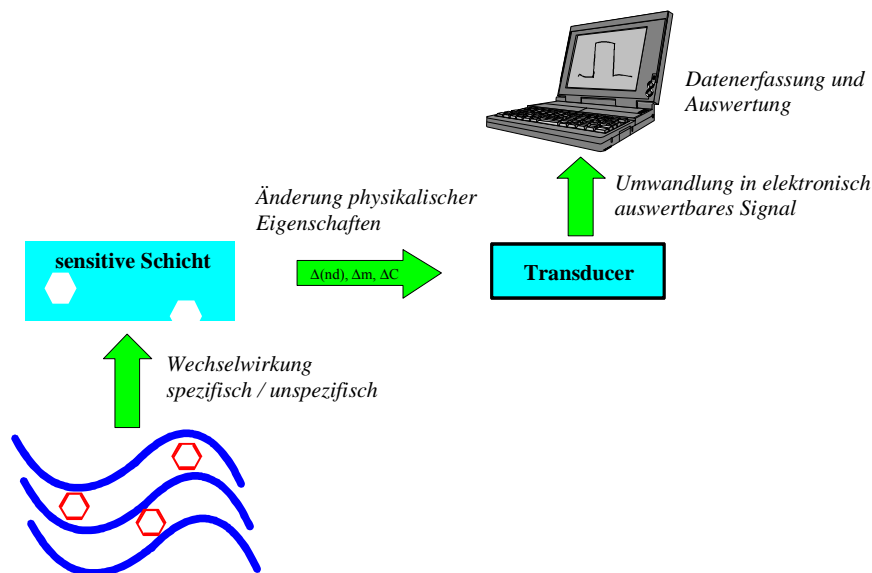 Datenerfassung und
Auswertung
Umwandlung in elektronisch
auswertbares Signal
Änderung physikalischer
Eigenschaften
sensitive Schicht
Δ(nd), Δm, ΔC
Transducer
Wechselwirkung
spezifisch / unspezifisch